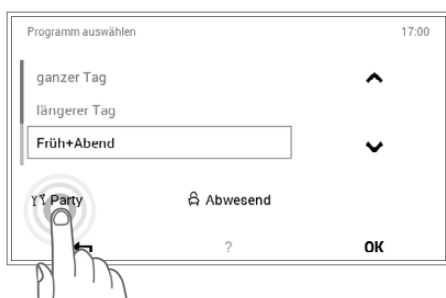 Programm auswählen 17:00
ganzer Tag
längerer Tag
Früh+Abend
Party Abwesend
? OK